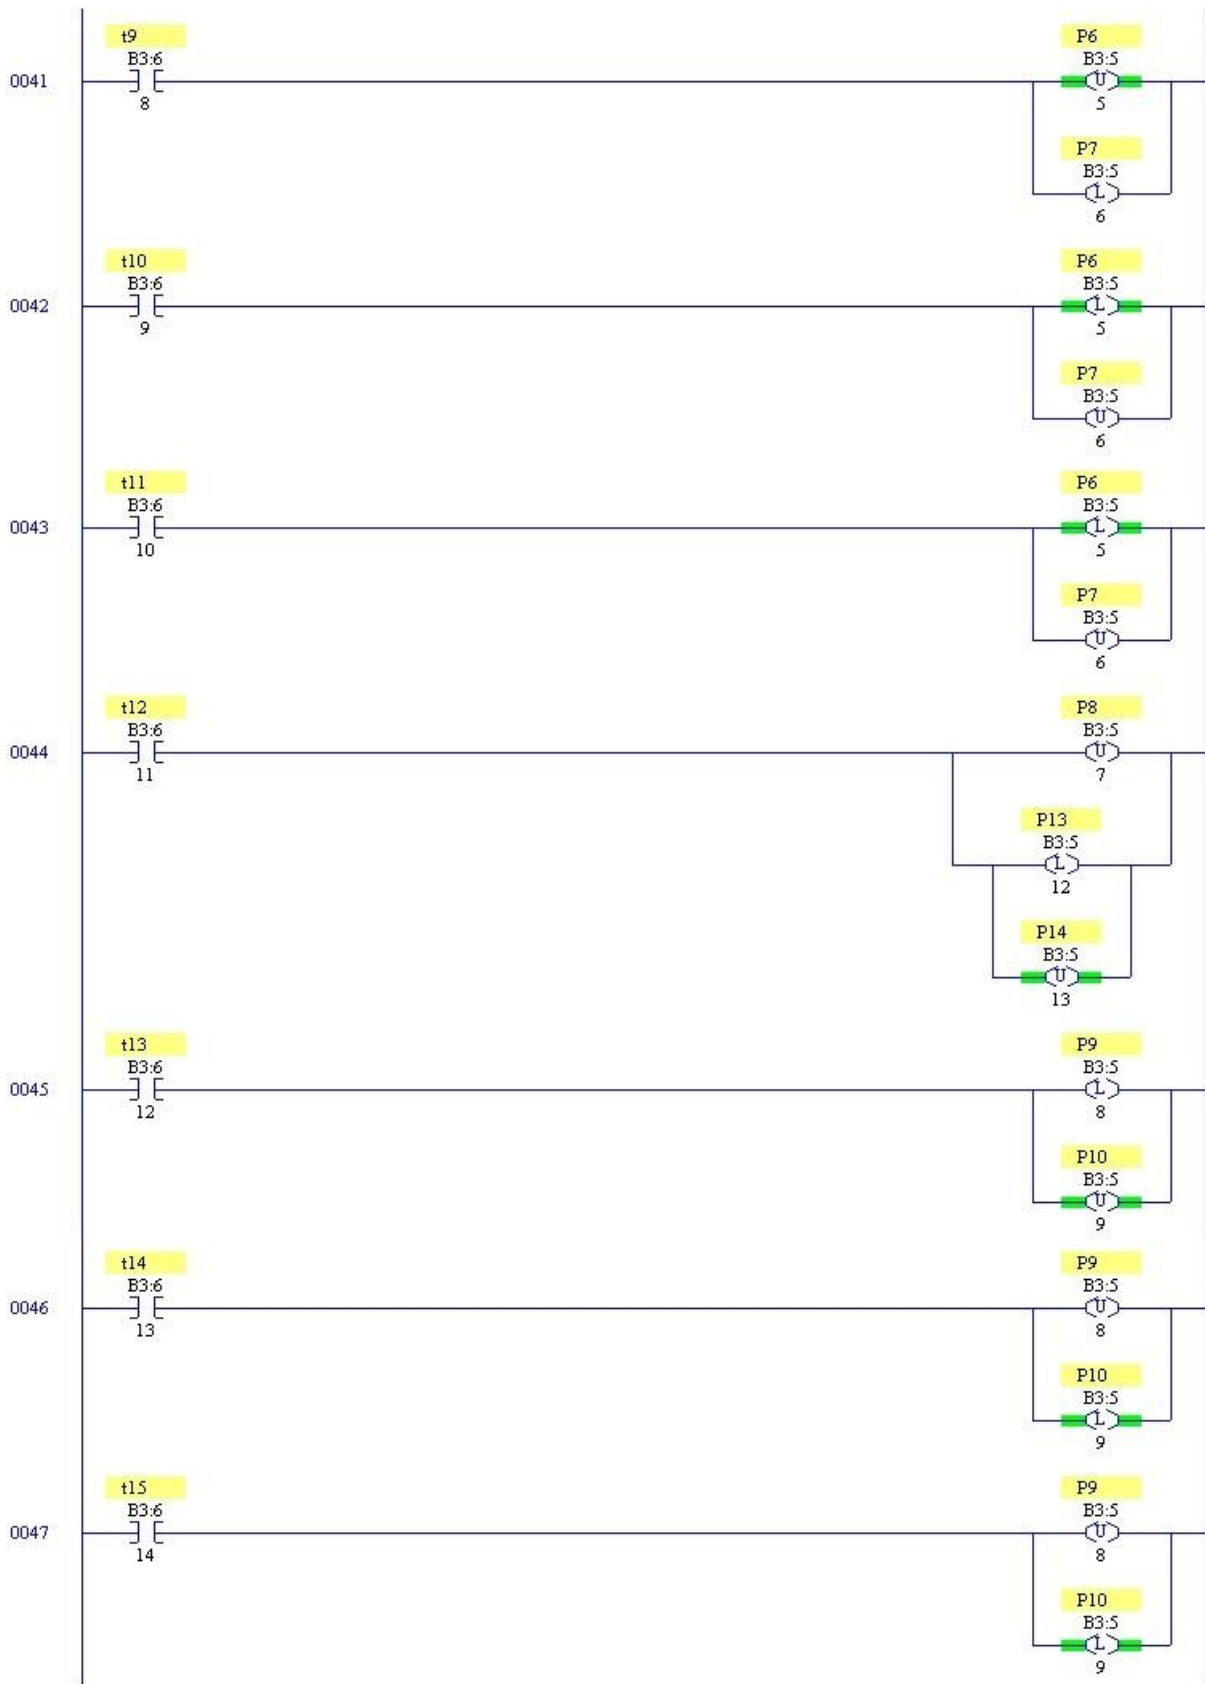 t9 P6
B3:6 B3:5
0041 U
8 5
P7
B3:5
L
6
t10 P6
B3:6 B3:5
0042 L
9 5
P7
B3:5
U
6
t11 P6
B3:6 B3:5
0043 L
10 5
P7
B3:5
U
6
t12 P8
B3:6 B3:5
0044 U
11 7
P13
B3:5
L
12
P14
B3:5
U
13
t13 P9
B3:6 B3:5
0045 L
12 8
P10
B3:5
U
9
t14 P9
B3:6 B3:5
0046 U
13 8
P10
B3:5
L
9
t15 P9
B3:6 B3:5
0047 U
14 8
P10
B3:5
L
9